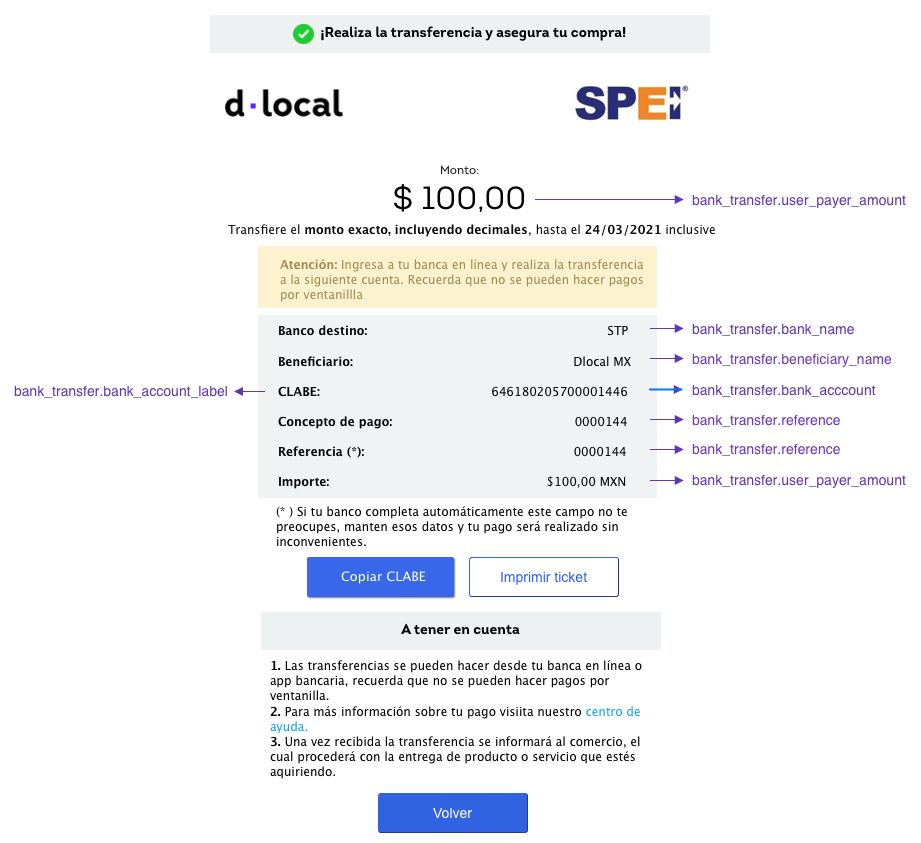 ¡Realiza la transferencia y asegura tu compra!
d·local
SPEI®
Monto:
$ 100,00
bank_transfer.user_payer_amount
Transfiere el monto exacto, incluyendo decimales, hasta el 24/03/2021 inclusive
Atención: Ingresa a tu banca en línea y realiza la transferencia
a la siguiente cuenta. Recuerda que no se pueden hacer pagos
por ventanillla
Banco destino: STP bank_transfer.bank_name
Beneficiario: Dlocal MX bank_transfer.beneficiary_name
bank_transfer.bank_account_label CLABE: 646180205700001446 bank_transfer.bank_acccount
Concepto de pago: 0000144 bank_transfer.reference
Referencia (*): 0000144 bank_transfer.reference
Importe: $100,00 MXN bank_transfer.user_payer_amount
(* ) Si tu banco completa automáticamente este campo no te
preocupes, manten esos datos y tu pago será realizado sin
inconvenientes.
Copiar CLABE
Imprimir ticket
A tener en cuenta
1. Las transferencias se pueden hacer desde tu banca en línea o
app bancaria, recuerda que no se pueden hacer pagos por
ventanilla.
2. Para más información sobre tu pago visiita nuestro centro de
ayuda.
3. Una vez recibida la transferencia se informará al comercio, el
cual procederá con la entrega de producto o servicio que estés
aquiriendo.
Volver